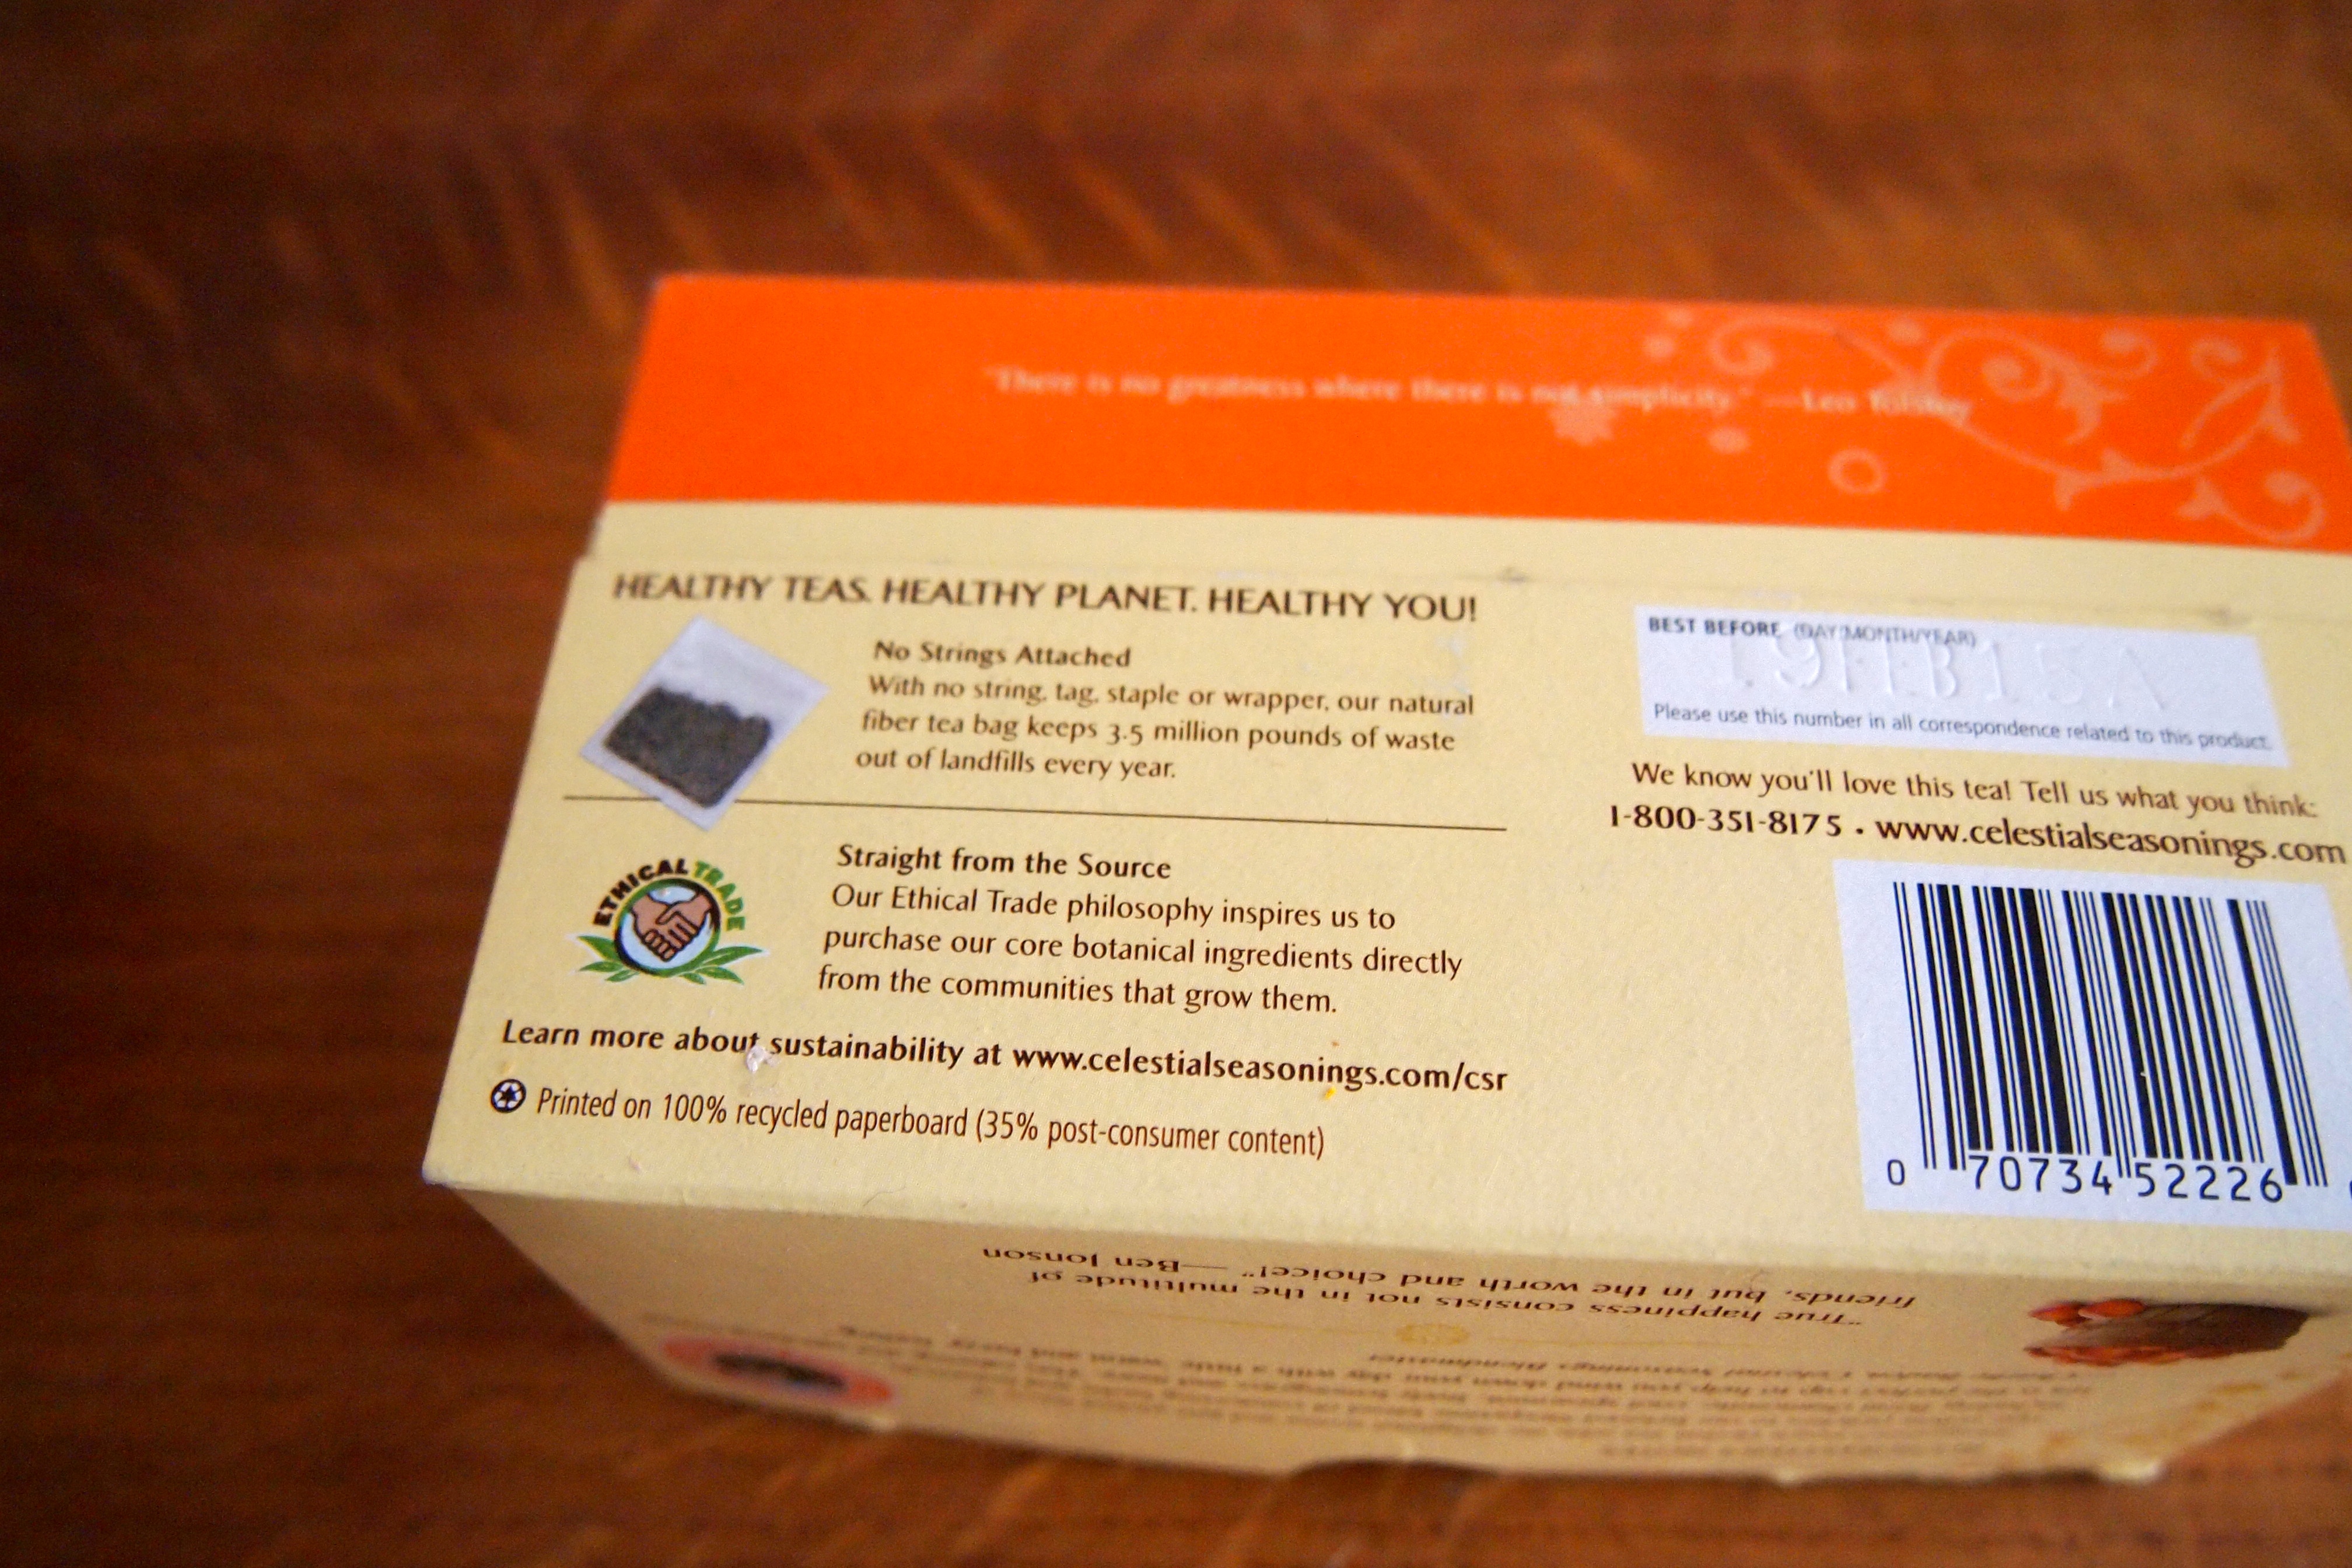 "There is no greatness where there is not simplicity." —Leo Tolstoy
HEALTHY TEAS. HEALTHY PLANET. HEALTHY YOU!
No Strings Attached
With no string, tag, staple or wrapper, our natural
fiber tea bag keeps 3.5 million pounds of waste
out of landfills every year.
ETHICAL TRADE
Straight from the Source
Our Ethical Trade philosophy inspires us to
purchase our core botanical ingredients directly
from the communities that grow them.
Learn more about sustainability at www.celestialseasonings.com/csr
Printed on 100% recycled paperboard (35% post-consumer content)
BEST BEFORE (DAY/MONTH/YEAR)
Please use this number in all correspondence related to this product.
We know you'll love this tea! Tell us what you think:
1-800-351-8175 • www.celestialseasonings.com
0 70734 52226
"True happiness consists not in the multitude of
friends, but in the worth and choice!" —Ben Jonson